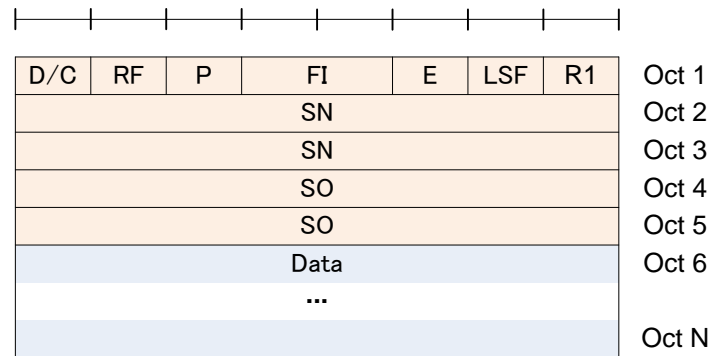 D/C RF P FI E LSF R1 Oct 1
SN Oct 2
SN Oct 3
SO Oct 4
SO Oct 5
Data Oct 6
...
Oct N